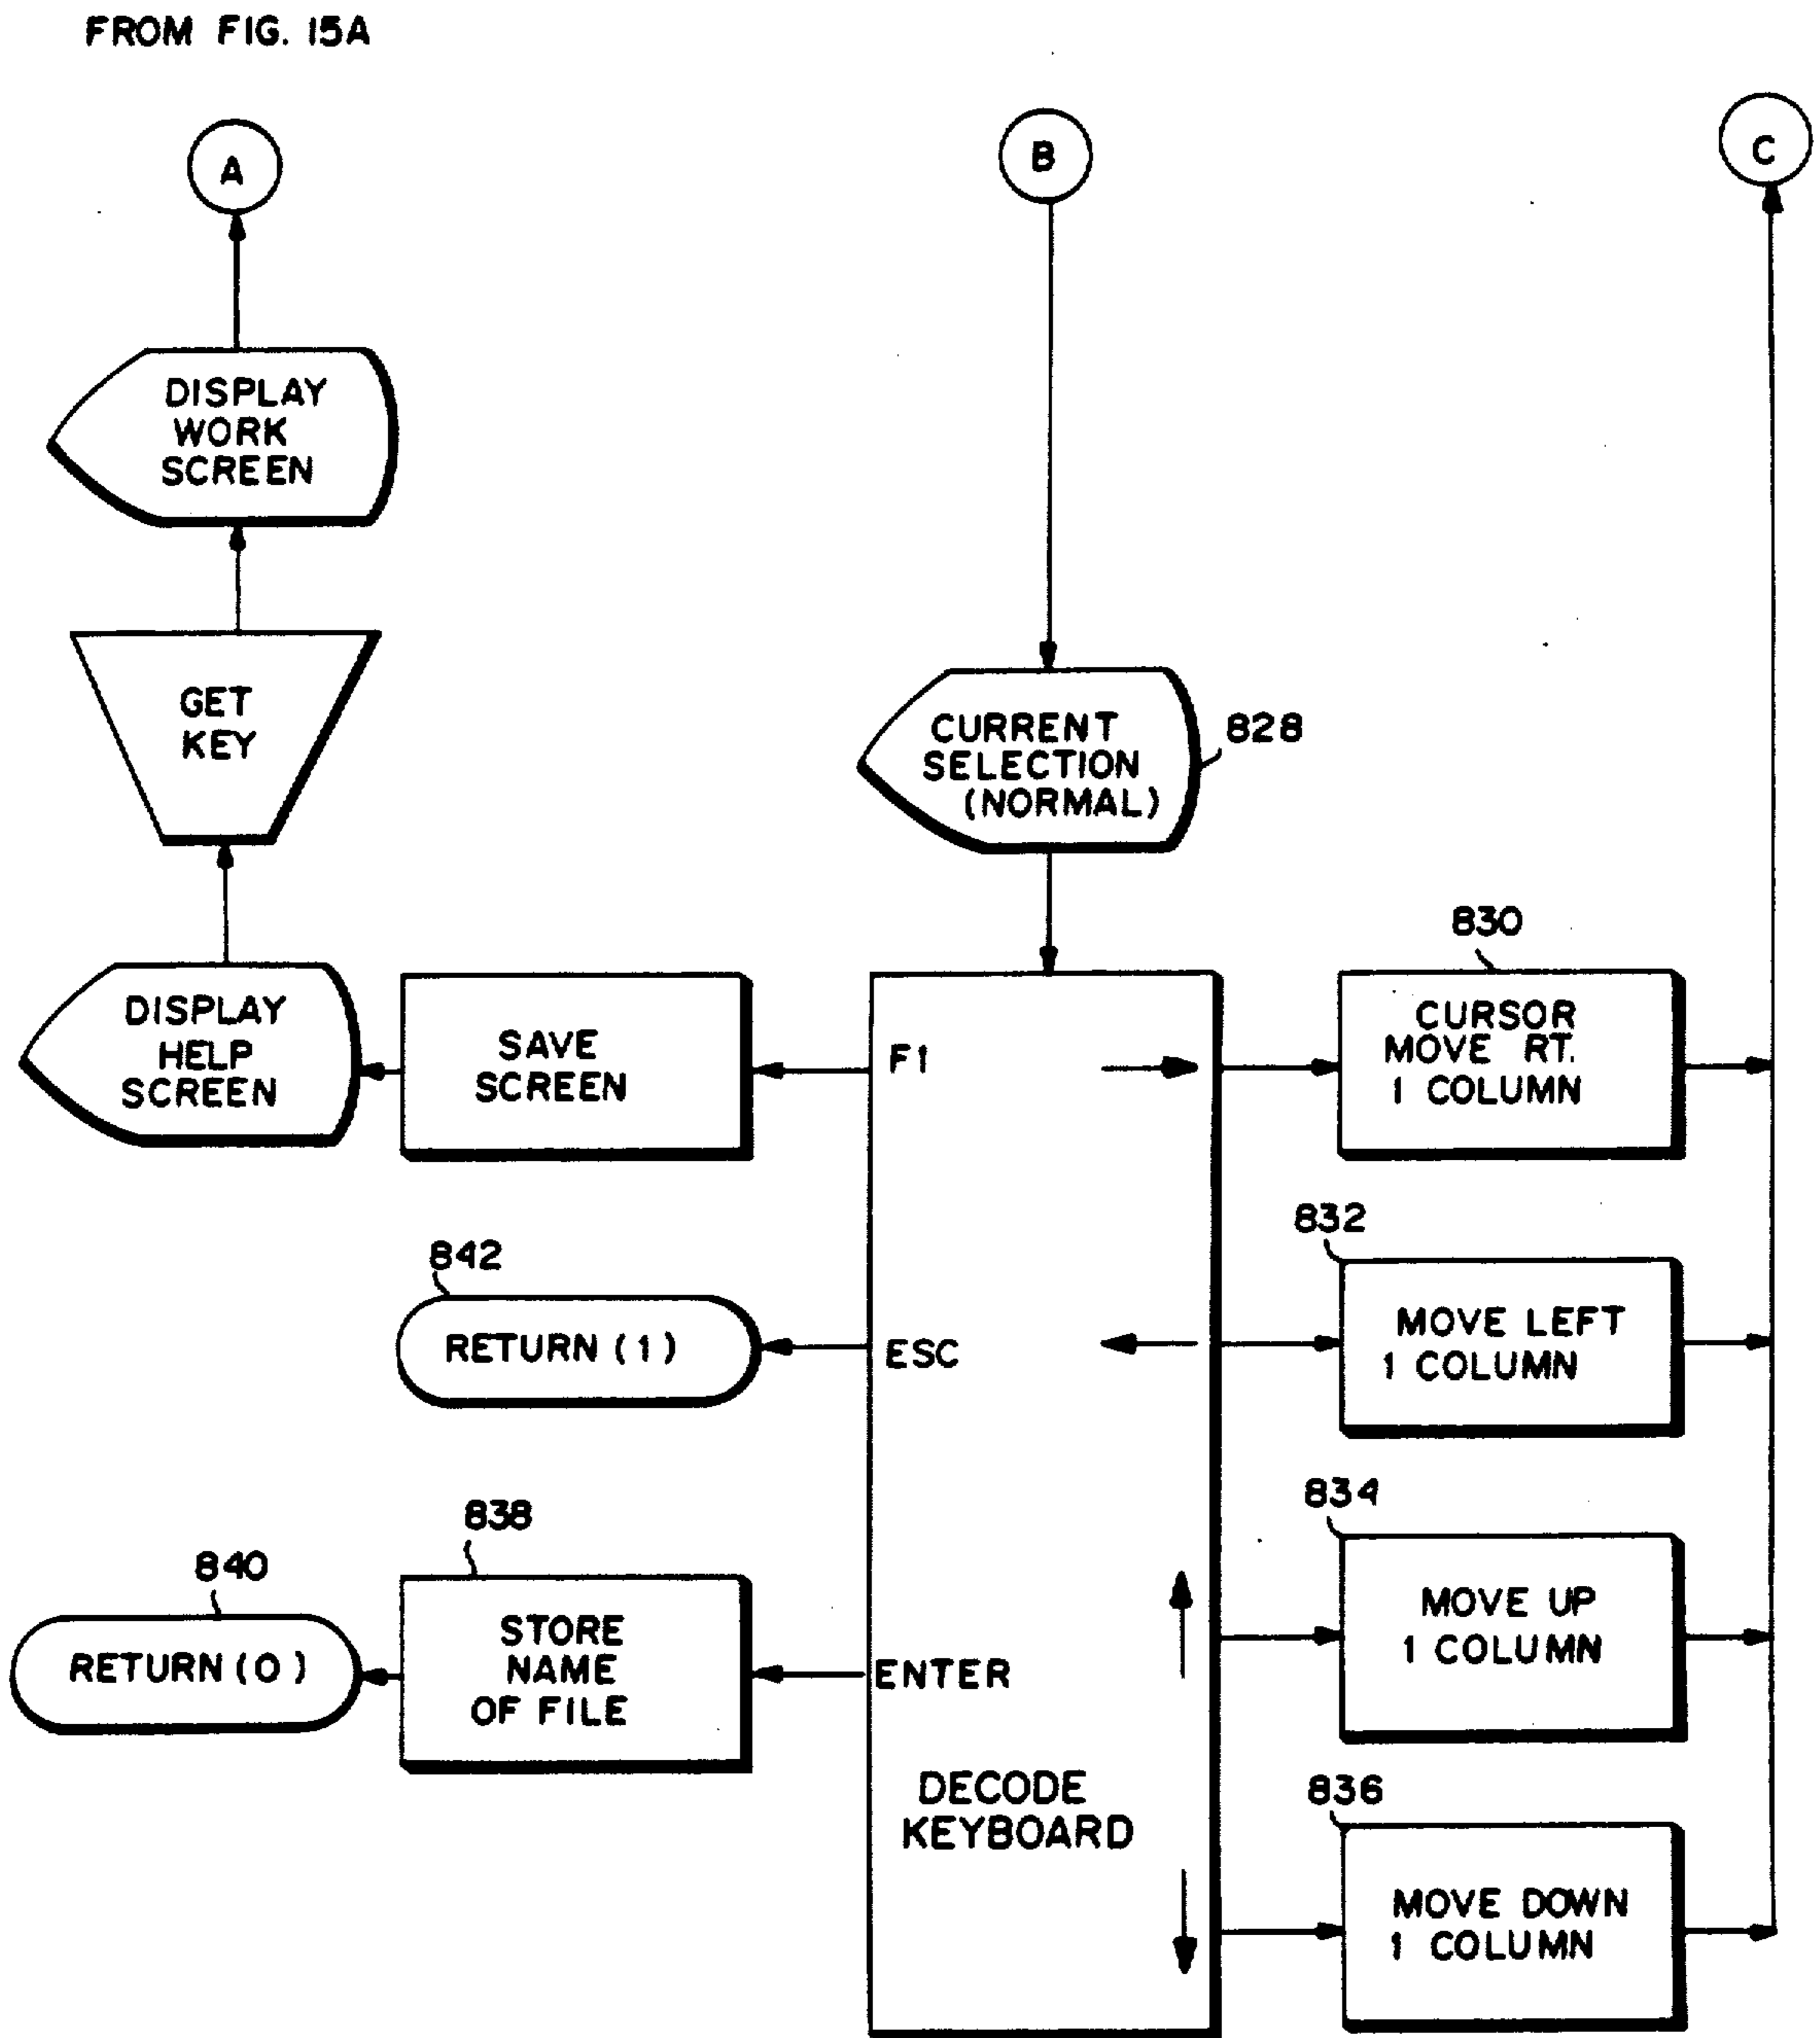 FROM FIG. 15A
A
B
C
DISPLAY
WORK
SCREEN
GET
KEY
CURRENT
SELECTION
(NORMAL)
828
DISPLAY
HELP
SCREEN
SAVE
SCREEN
F1
830
CURSOR
MOVE RT.
1 COLUMN
842
RETURN (1)
ESC
832
MOVE LEFT
1 COLUMN
840
RETURN (0)
838
STORE
NAME
OF FILE
ENTER
834
MOVE UP
1 COLUMN
DECODE
KEYBOARD
836
MOVE DOWN
1 COLUMN